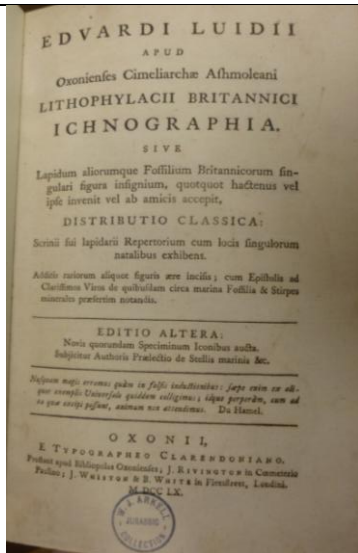 EDVARDI LUIDII
APUD
Oxonienſes Cimeliarchæ Aſhmoleani
LITHOPHYLACII BRITANNICI
ICHNOGRAPHIA.
SIVE
Lapidum aliorumque Foſſilium Britannicorum ſin-
gulari figura inſignium, quotquot hactenus vel
ipſe invenit vel ab amicis accepit,
DISTRIBUTIO CLASSICA:
Scrinii ſui lapidarii Repertorium cum locis ſingulorum
natalibus exhibens.
Additis rariorum aliquot figuris ære inciſis; cum Epiſtolis ad
Clariſſimos Viros de quibuſdam circa marina Foſſilia & Stirpes
minerales præſertim notandis.
EDITIO ALTERA:
Novis quorundam Speciminum Iconibus aucta.
Subjicitur Authoris Prælectio de Stellis marinis &c.
Nuſquam magis erramus quàm in falſis inductionibus: ſæpe enim ex ali-
quot exemplis Univerſale quiddam colligimus; idque perperàm, cum ad
ea quæ excipi poſſunt, animum non attendimus. Du Hamel.
OXONII,
E TYPOGRAPHEO CLARENDONIANO.
Proſtant apud Bibliopolas Oxonienſes; J. RIVINGTON in Cœmeterio
Paulino; J. WHISTON & B. WHITE in Fleetſtreet, Londini.
M.DCC LX.
W. J. ARKELL
JURASSIC
COLLECTION